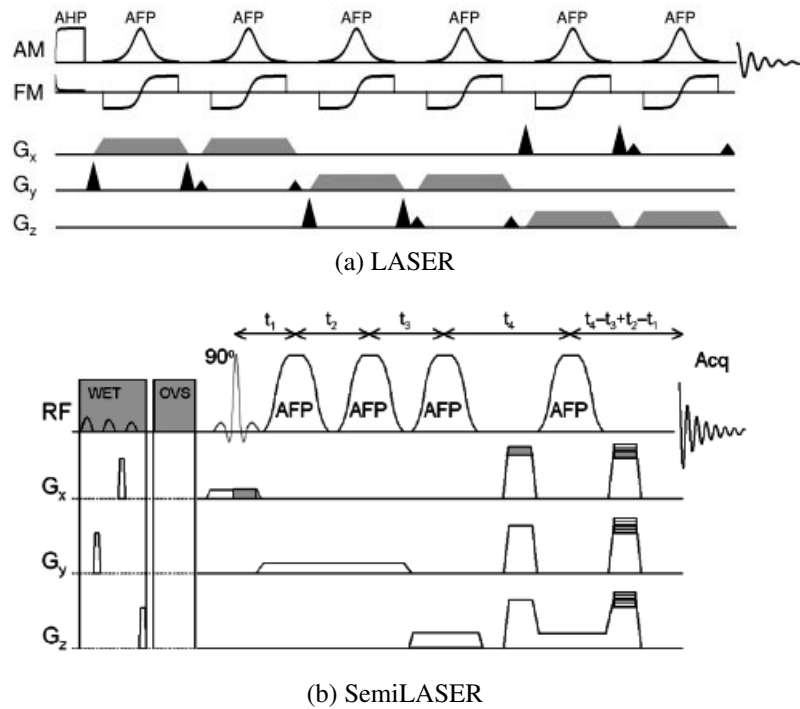 AHP AFP AFP AFP AFP AFP AFP
AM
FM
Gx
Gy
Gz
(a) LASER
t1 t2 t3 t4 t4–t3+t2–t1
90º Acq
WET OVS
RF AFP AFP AFP AFP
Gx
Gy
Gz
(b) SemiLASER